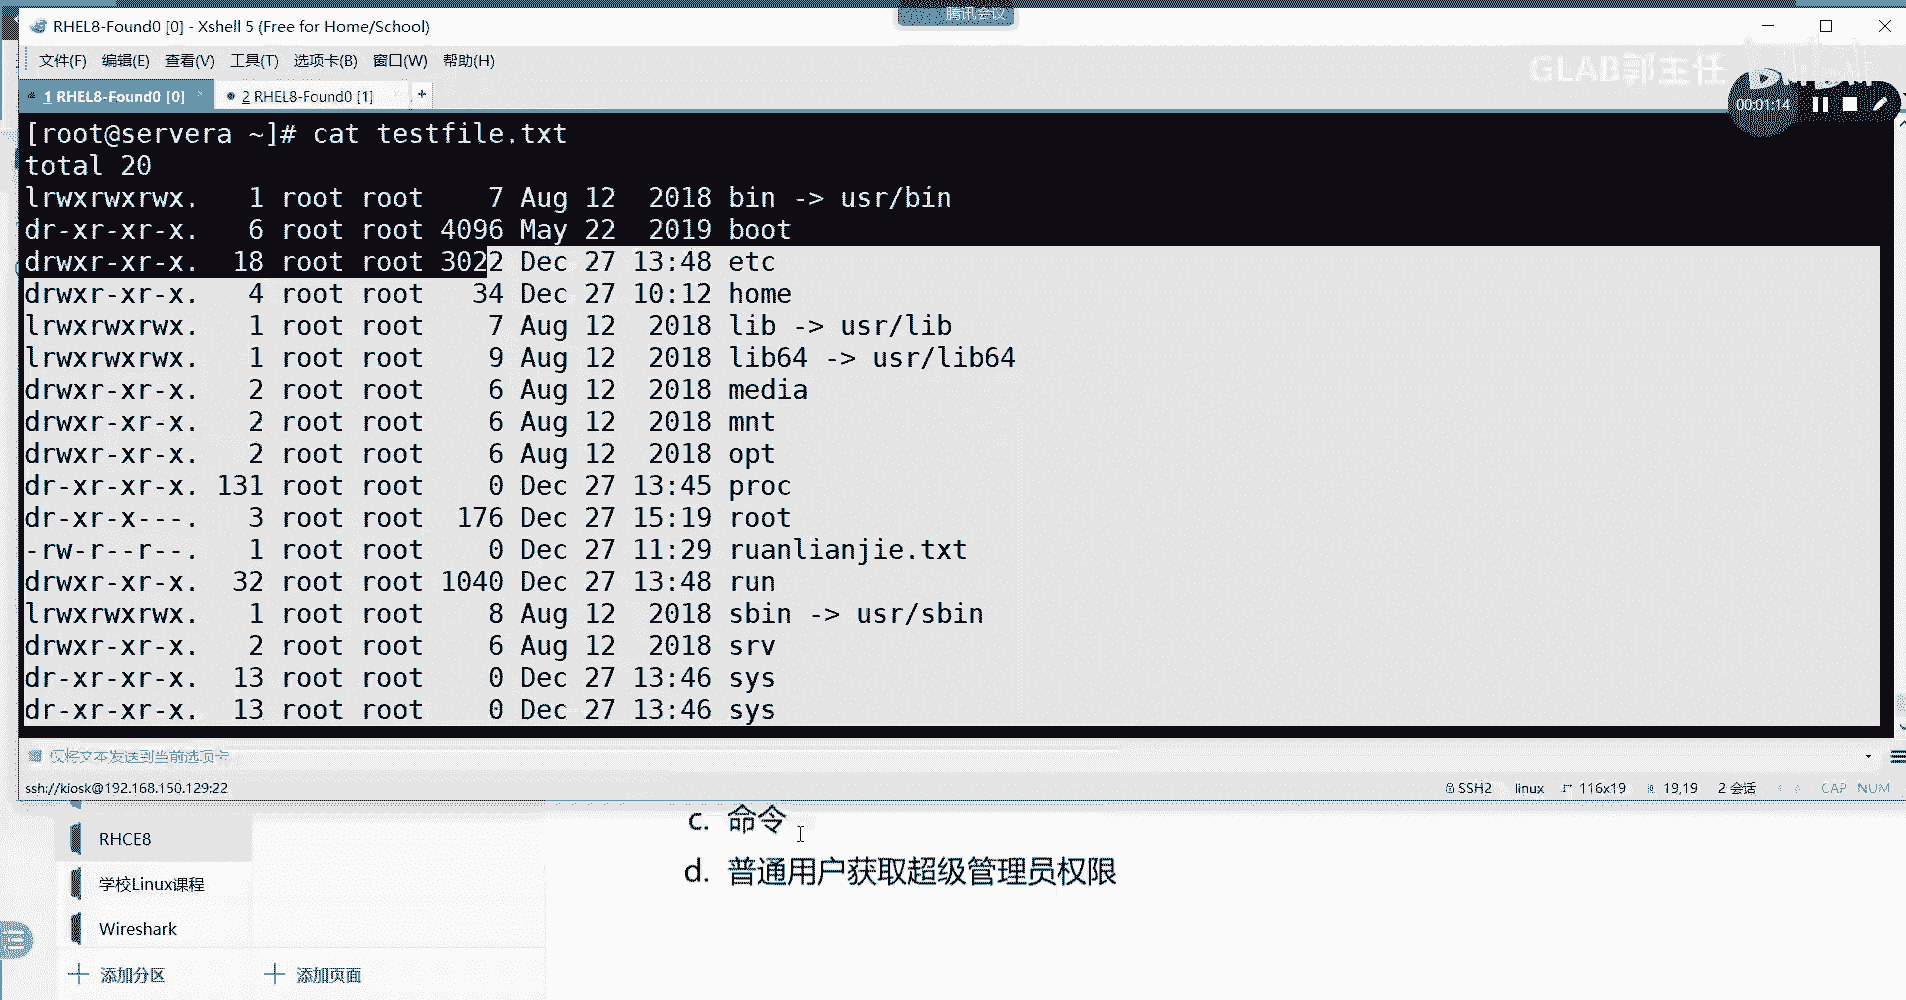 腾讯会议
RHEL8-Found0 [0] - Xshell 5 (Free for Home/School)
文件(F) 编辑(E) 查看(V) 工具(T) 选项卡(B) 窗口(W) 帮助(H)
GLAB郭主任
1 RHEL8-Found0 [0] 2 RHEL8-Found0 [1] +
00:01:14
[root@servera ~]# cat testfile.txt
total 20
lrwxrwxrwx. 1 root root 7 Aug 12 2018 bin -> usr/bin
dr-xr-xr-x. 6 root root 4096 May 22 2019 boot
drwxr-xr-x. 18 root root 3022 Dec 27 13:48 etc
drwxr-xr-x. 4 root root 34 Dec 27 10:12 home
lrwxrwxrwx. 1 root root 7 Aug 12 2018 lib -> usr/lib
lrwxrwxrwx. 1 root root 9 Aug 12 2018 lib64 -> usr/lib64
drwxr-xr-x. 2 root root 6 Aug 12 2018 media
drwxr-xr-x. 2 root root 6 Aug 12 2018 mnt
drwxr-xr-x. 2 root root 6 Aug 12 2018 opt
dr-xr-xr-x. 131 root root 0 Dec 27 13:45 proc
dr-xr-x---. 3 root root 176 Dec 27 15:19 root
-rw-r--r--. 1 root root 0 Dec 27 11:29 ruanlianjie.txt
drwxr-xr-x. 32 root root 1040 Dec 27 13:48 run
lrwxrwxrwx. 1 root root 8 Aug 12 2018 sbin -> usr/sbin
drwxr-xr-x. 2 root root 6 Aug 12 2018 srv
dr-xr-xr-x. 13 root root 0 Dec 27 13:46 sys
dr-xr-xr-x. 13 root root 0 Dec 27 13:46 sys
仅将文本发送到当前选项卡
ssh://kiosk@192.168.150.129:22 SSH2 linux 116x19 19,19 2 会话 CAP NUM
c. 命令
RHCE8
d. 普通用户获取超级管理员权限
学校Linux课程
Wireshark
添加分区 添加页面